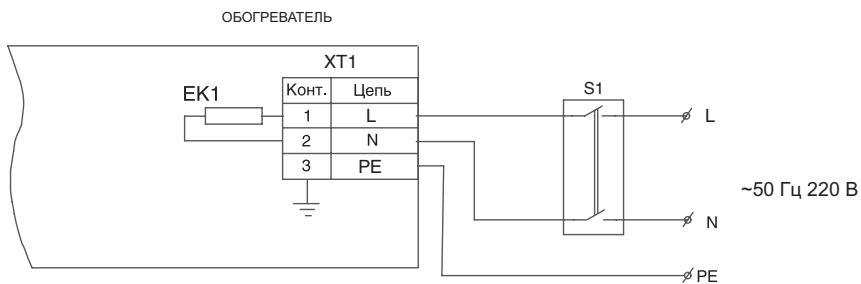 ОБОГРЕВАТЕЛЬ
XT1
Конт. Цепь
EK1
1 L
2 N
3 PE
S1
L
N
PE
~50 Гц 220 В